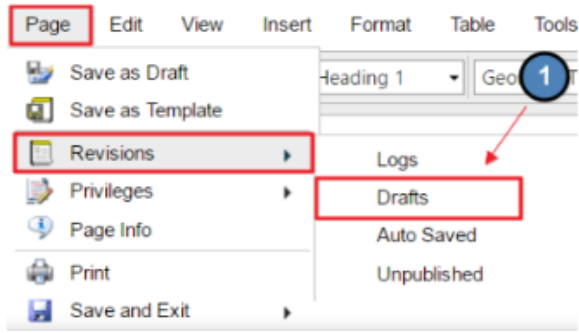 Page Edit View Insert Format Table Tools
Save as Draft
Heading 1
1
Save as Template
Revisions
Logs
Privileges
Drafts
Page Info
Auto Saved
Print
Unpublished
Save and Exit